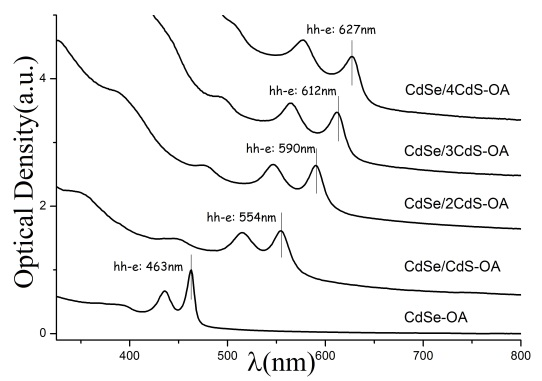 hh-e: 627nm
4
CdSe/4CdS-OA
hh-e: 612nm
CdSe/3CdS-OA
hh-e: 590nm
CdSe/2CdS-OA
2
hh-e: 554nm
CdSe/CdS-OA
hh-e: 463nm
CdSe-OA
0
Optical Density(a.u.)
400 500 600 700 800
λ(nm)